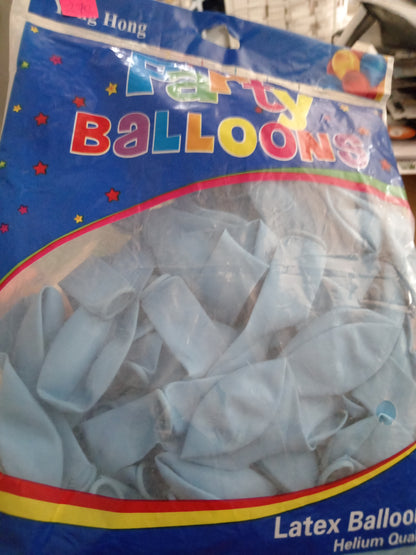 Hong
Party
BALLOONS
Latex Balloo
Helium Qua